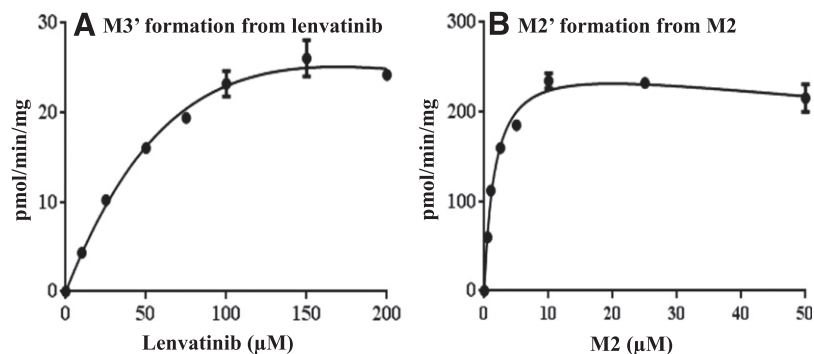 A M3’ formation from lenvatinib
30
20
10
0
pmol/min/mg
0 50 100 150 200
Lenvatinib (μM)
B M2’ formation from M2
300
200
100
0
pmol/min/mg
0 10 20 30 40 50
M2 (μM)